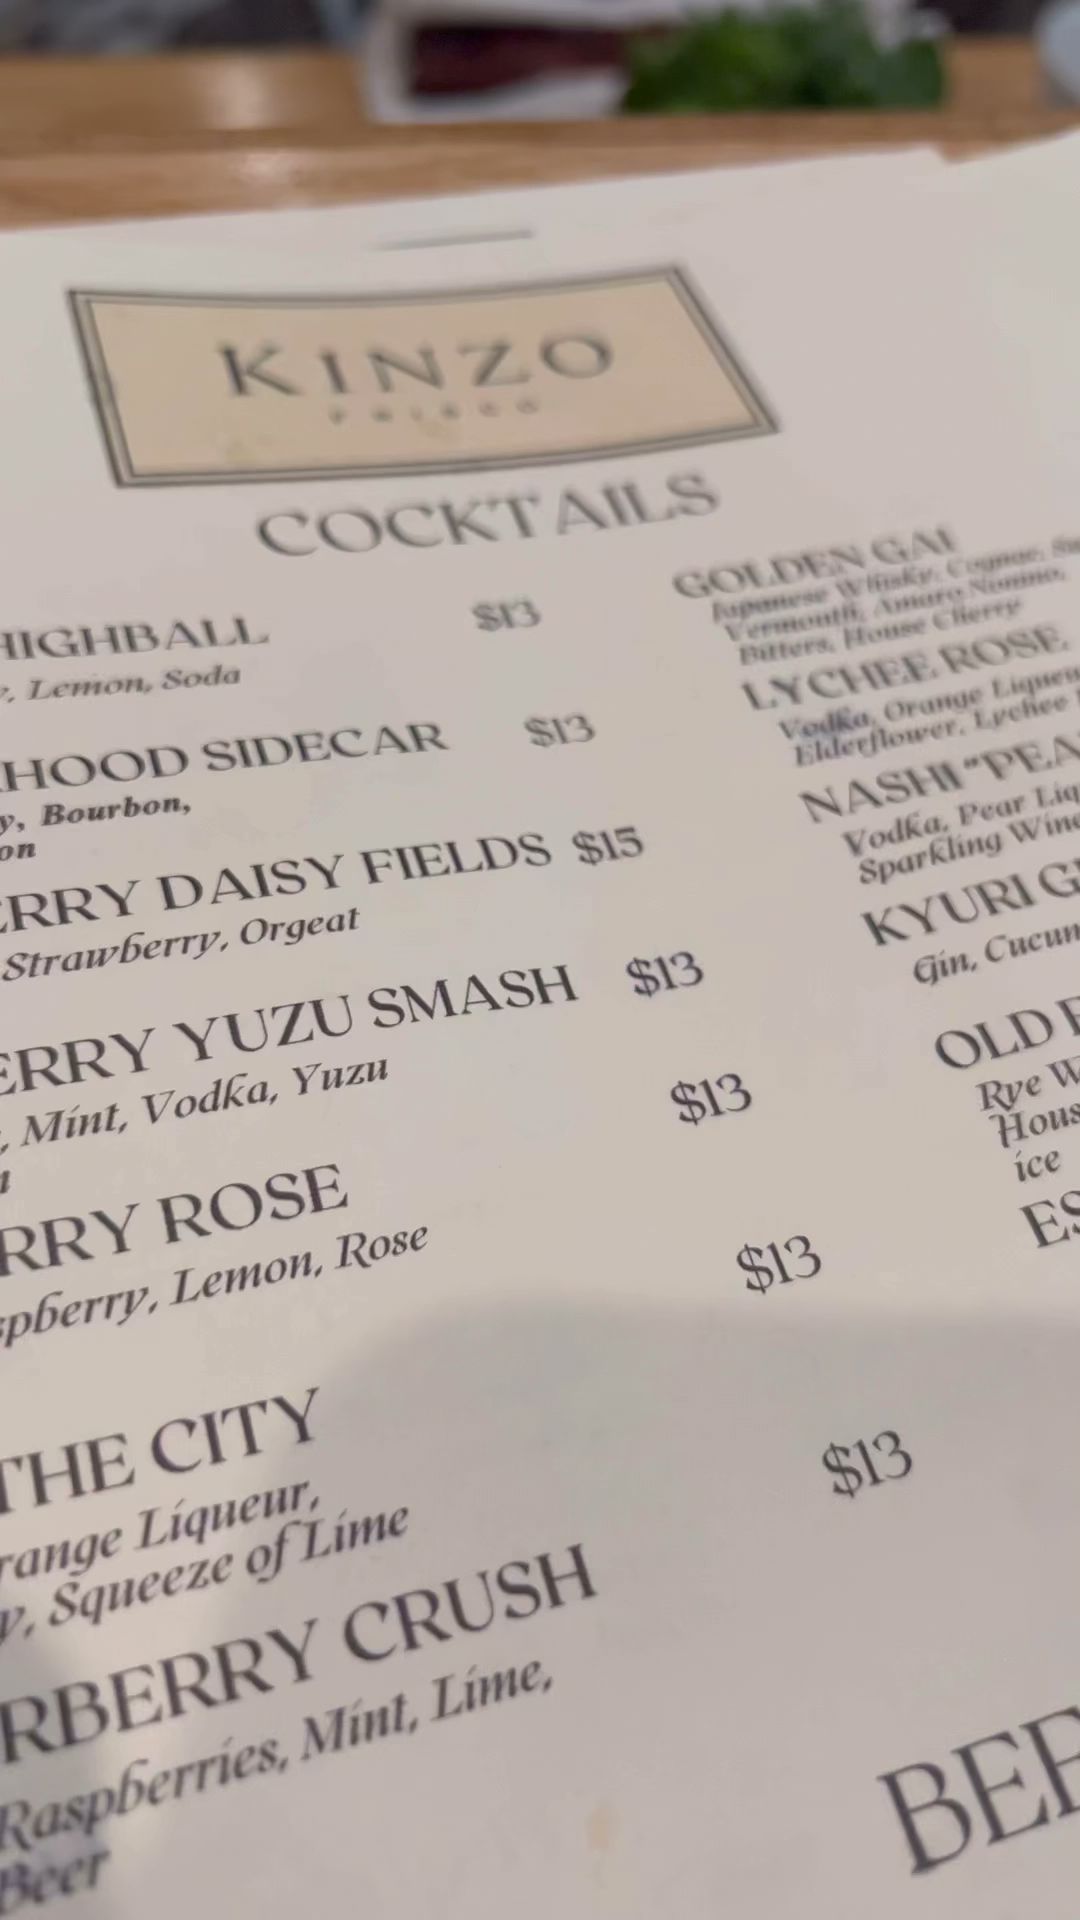 KINZO
FRISCO
COCKTAILS
HIGHBALL $13
, Lemon, Soda
HOOD SIDECAR $13
y, Bourbon,
on
ERRY DAISY FIELDS $15
Strawberry, Orgeat
ERRY YUZU SMASH $13
, Mint, Vodka, Yuzu
$13
RRY ROSE
spberry, Lemon, Rose
$13
THE CITY
range Liqueur,
y, Squeeze of Lime
$13
RBERRY CRUSH
Raspberries, Mint, Lime,
Beer
GOLDEN GAI
Japanese Whisky, Cognac,
Vermouth, Amaro Nonino,
Bitters, House Cherry
LYCHEE ROSE
Vodka, Orange Liqueu
Elderflower, Lychee
NASHI "PEA
Vodka, Pear Liq
Sparkling Wine
KYURI G
Gin, Cucum
OLD F
Rye W
Hous
ice
ES
BEE